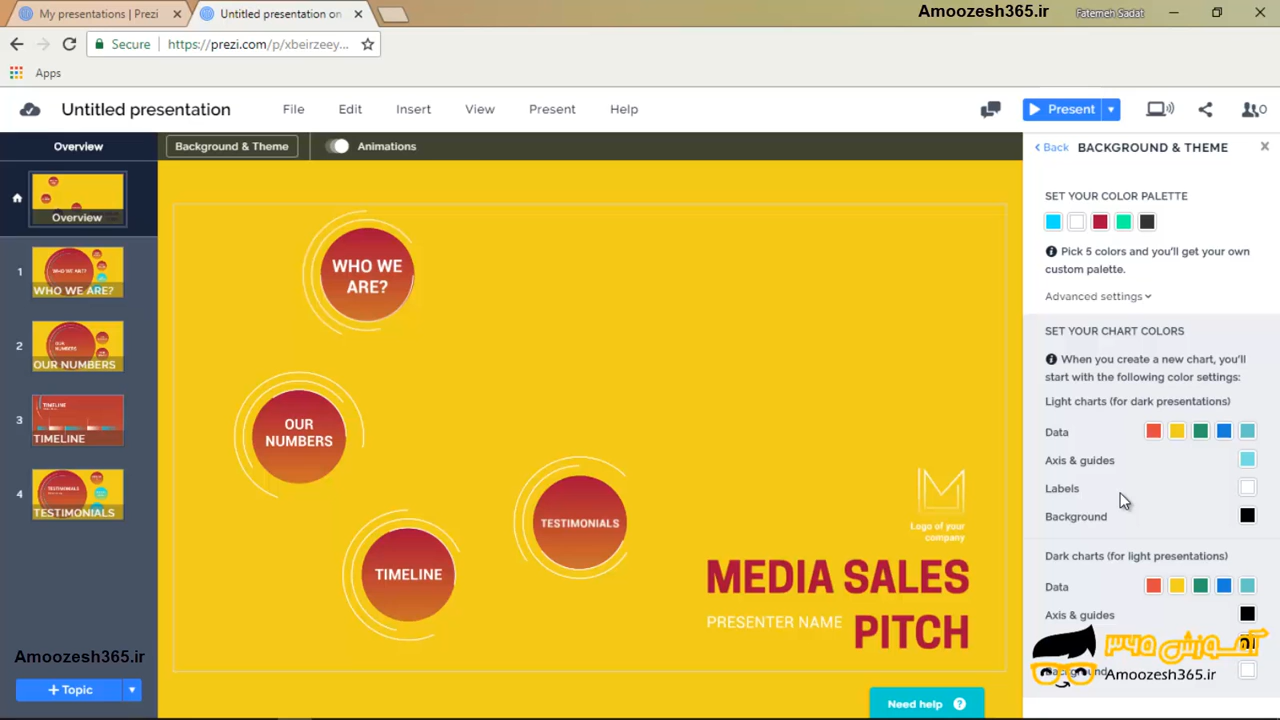 My presentations | Prezi
Untitled presentation on
Amoozesh365.ir
Fatemeh Sadat
Secure
https://prezi.com/p/xbeirzeey...
Apps
Untitled presentation
File
Edit
Insert
View
Present
Help
Present
0
Overview
Background & Theme
Animations
Back
BACKGROUND & THEME
Overview
1
WHO WE ARE?
2
OUR NUMBERS
3
TIMELINE
4
TESTIMONIALS
Amoozesh365.ir
+ Topic
WHO WE
ARE?
OUR
NUMBERS
TIMELINE
TESTIMONIALS
Logo of your
company
MEDIA SALES
PRESENTER NAME
PITCH
Need help ?
SET YOUR COLOR PALETTE
Pick 5 colors and you'll get your own
custom palette.
Advanced settings
SET YOUR CHART COLORS
When you create a new chart, you'll
start with the following color settings:
Light charts (for dark presentations)
Data
Axis & guides
Labels
Background
Dark charts (for light presentations)
Data
Axis & guides
آمـوزش ۳۶۵
Amoozesh365.ir